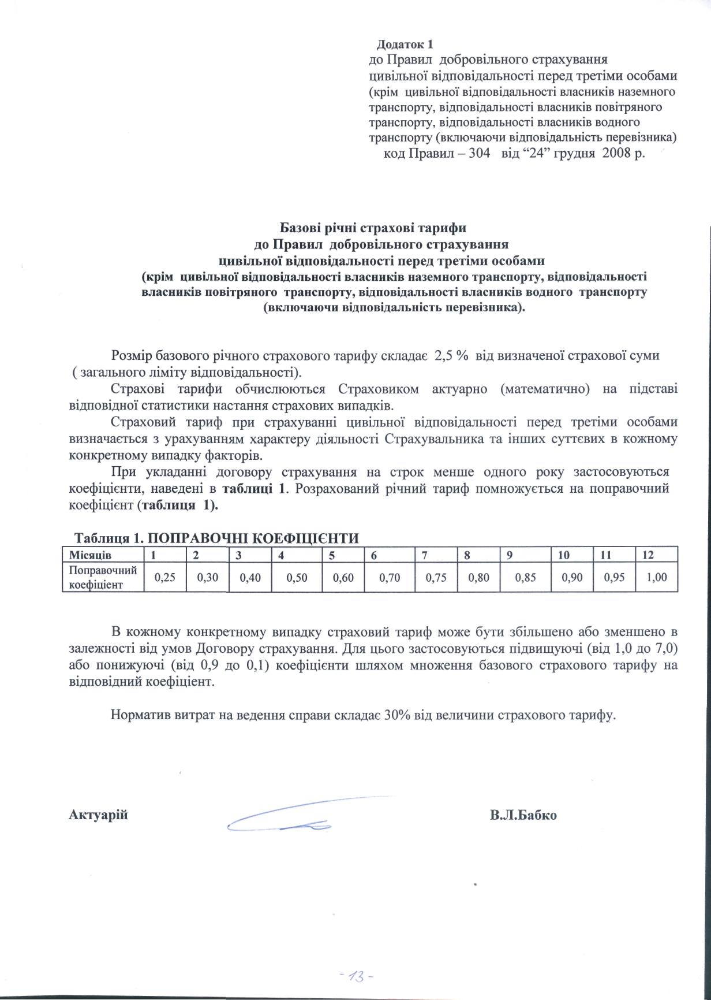 Додаток 1
до Правил добровільного страхування
цивільної відповідальності перед третіми особами
(крім цивільної відповідальності власників наземного
транспорту, відповідальності власників повітряного
транспорту, відповідальності власників водного
транспорту (включаючи відповідальність перевізника)
код Правил – 304 від “24” грудня 2008 р.
Базові річні страхові тарифи
до Правил добровільного страхування
цивільної відповідальності перед третіми особами
(крім цивільної відповідальності власників наземного транспорту, відповідальності
власників повітряного транспорту, відповідальності власників водного транспорту
(включаючи відповідальність перевізника).
Розмір базового річного страхового тарифу складає 2,5 % від визначеної страхової суми
( загального ліміту відповідальності).
Страхові тарифи обчислюються Страховиком актуарно (математично) на підставі
відповідної статистики настання страхових випадків.
Страховий тариф при страхуванні цивільної відповідальності перед третіми особами
визначається з урахуванням характеру діяльності Страхувальника та інших суттєвих в кожному
конкретному випадку факторів.
При укладанні договору страхування на строк менше одного року застосовуються
коефіцієнти, наведені в таблиці 1. Розрахований річний тариф помножується на поправочний
коефіцієнт (таблиця 1).
Таблиця 1. ПОПРАВОЧНІ КОЕФІЦІЄНТИ
Місяців 1 2 3 4 5 6 7 8 9 10 11 12
Поправочний
коефіцієнт 0,25 0,30 0,40 0,50 0,60 0,70 0,75 0,80 0,85 0,90 0,95 1,00
В кожному конкретному випадку страховий тариф може бути збільшено або зменшено в
залежності від умов Договору страхування. Для цього застосовуються підвищуючі (від 1,0 до 7,0)
або понижуючі (від 0,9 до 0,1) коефіцієнти шляхом множення базового страхового тарифу на
відповідний коефіцієнт.
Норматив витрат на ведення справи складає 30% від величини страхового тарифу.
Актуарій В.Л.Бабко
- 13 -